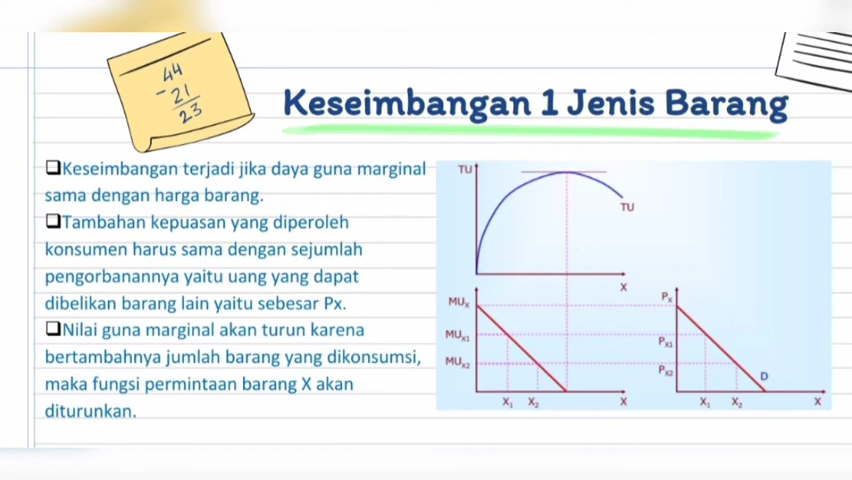 44
- 21
23
Keseimbangan 1 Jenis Barang
❑Keseimbangan terjadi jika daya guna marginal
sama dengan harga barang.
❑Tambahan kepuasan yang diperoleh
konsumen harus sama dengan sejumlah
pengorbanannya yaitu uang yang dapat
dibelikan barang lain yaitu sebesar Px.
❑Nilai guna marginal akan turun karena
bertambahnya jumlah barang yang dikonsumsi,
maka fungsi permintaan barang X akan
diturunkan.
TU
TU
X
MUx
MUx1
MUx2
X1 X2 X
Px
Px1
Px2
D
X1 X2 X